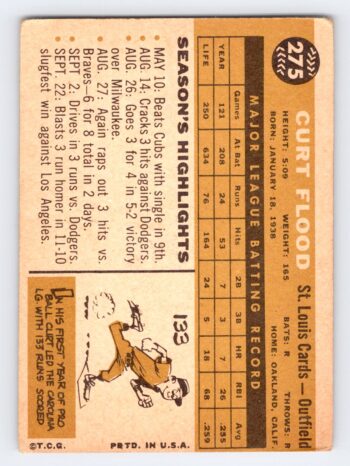 275
CURT FLOOD
St. Louis Cards — Outfield
HEIGHT: 5:09 WEIGHT: 165 BATS: R THROWS: R
BORN: JANUARY 18, 1938 HOME: OAKLAND, CALIF.
MAJOR LEAGUE BATTING RECORD
Games At Bat Runs Hits 2B 3B HR RBI Avg
YEAR 121 208 24 53 7 3 7 26 .255
LIFE 250 634 76 164 24 5 18 68 .259
SEASON'S HIGHLIGHTS
MAY 10: Beats Cubs with single in 9th.
AUG. 14: Cracks 3 hits against Dodgers.
AUG. 26: Goes 3 for 4 in 5-2 victory
over Milwaukee.
AUG. 27: Again raps out 3 hits vs.
Braves—6 for 8 total in 2 days.
SEPT. 2: Drives in 3 runs vs. Dodgers.
SEPT. 22: Blasts 3 run homer in 11-10
slugfest win against Los Angeles.
133
IN HIS FIRST YEAR OF PRO
BALL CURT LED THE CAROLINA
LG. WITH 133 RUNS SCORED
©T.C.G. PRTD. IN U.S.A.